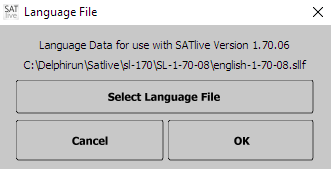 SAT
live
Language File
Language Data for use with SATlive Version 1.70.06
C:\Delphirun\Satlive\sl-170\SL-1-70-08\english-1-70-08.sllf
Select Language File
Cancel
OK